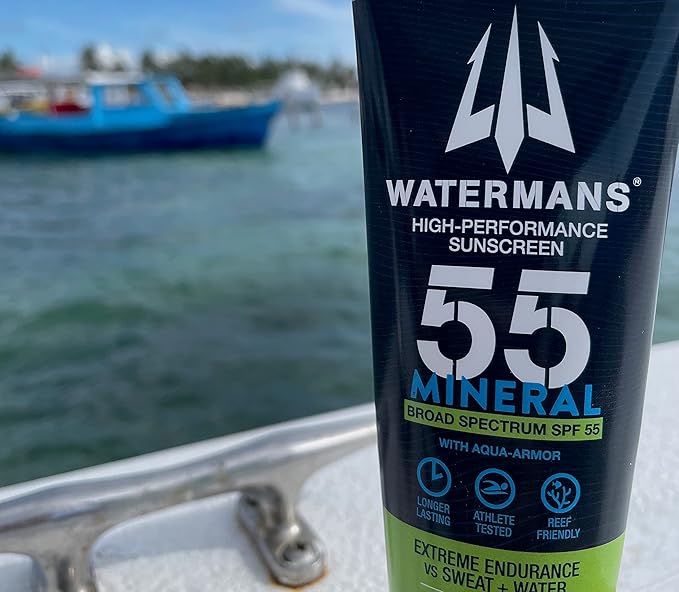 WATERMANS®
HIGH-PERFORMANCE
SUNSCREEN
55
MINERAL
BROAD SPECTRUM SPF 55
WITH AQUA-ARMOR
LONGER LASTING
ATHLETE TESTED
REEF FRIENDLY
EXTREME ENDURANCE
VS SWEAT + WATER